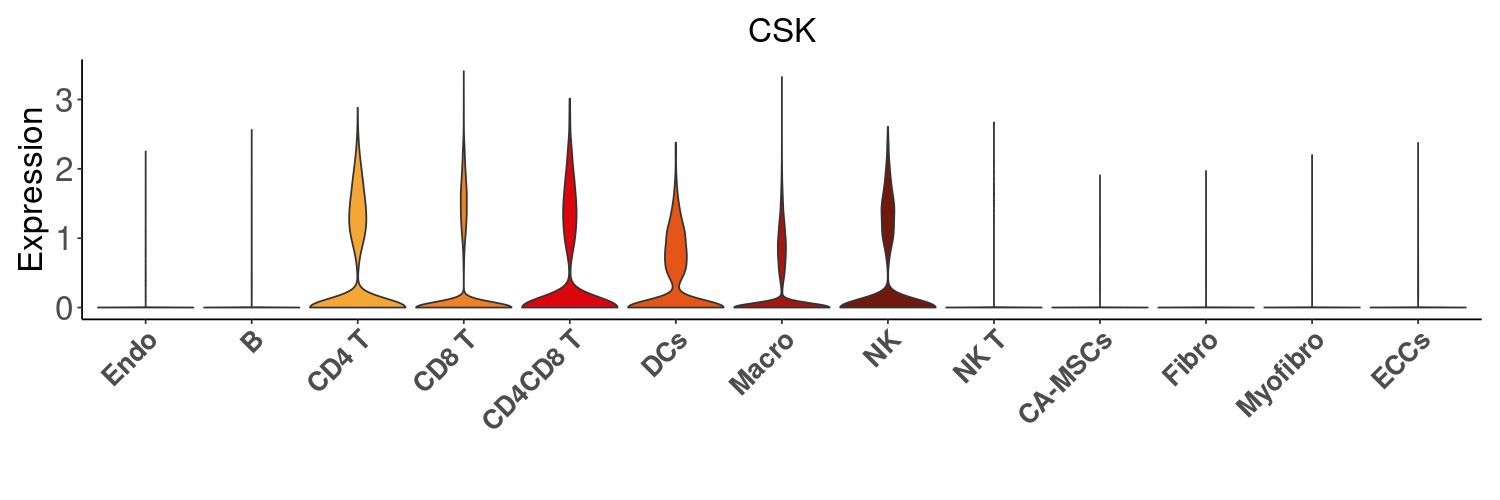 CSK
Expression
3
2
1
0
Endo
B
CD4 T
CD8 T
CD4CD8 T
DCs
Macro
NK
NK T
CA-MSCs
Fibro
Myofibro
ECCs